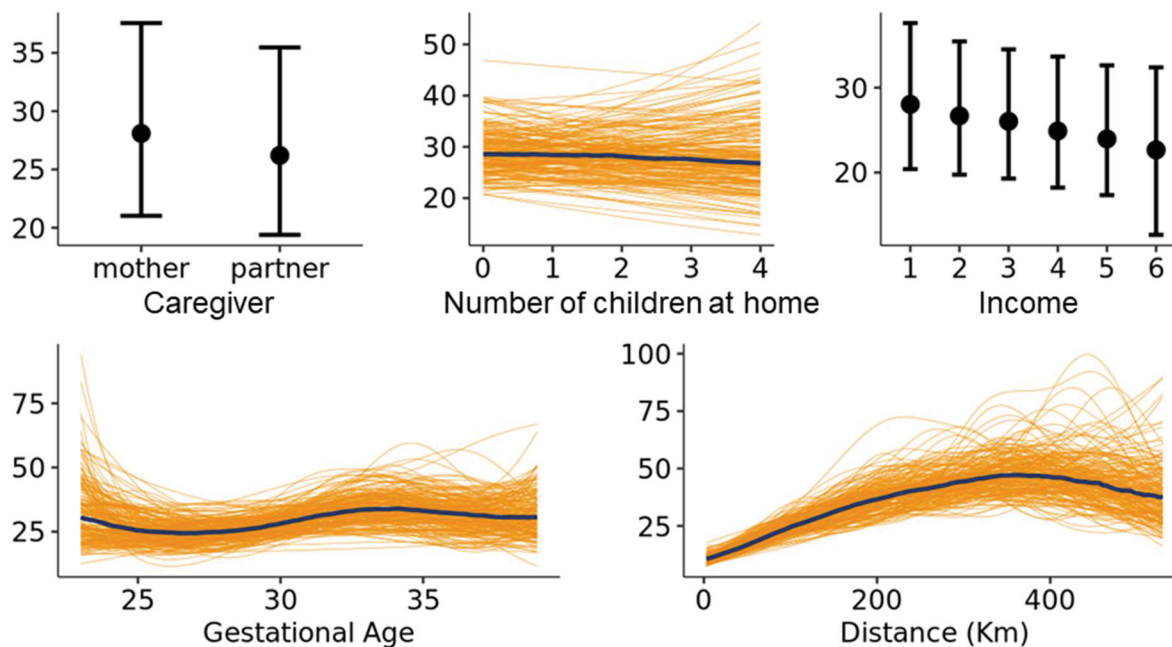 35
30
25
20
mother partner
Caregiver
50
40
30
20
0 1 2 3 4
Number of children at home
30
20
1 2 3 4 5 6
Income
75
50
25
25 30 35
Gestational Age
100
75
50
25
0 200 400
Distance (Km)